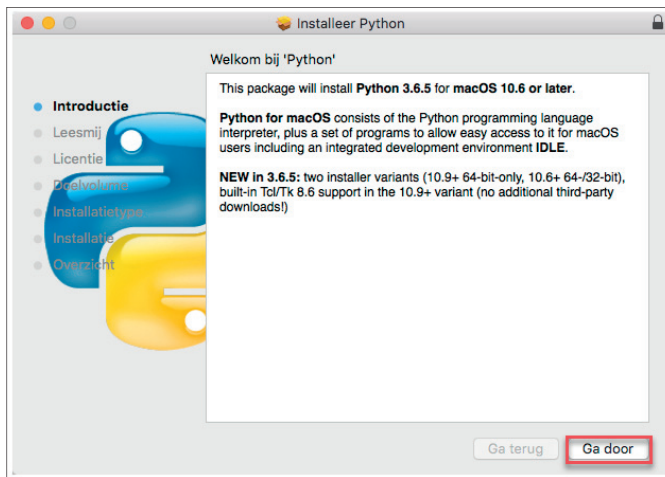 Installeer Python
Welkom bij 'Python'
Introductie
Leesmij
Licentie
Doelvolume
Installatietype
Installatie
Overzicht
This package will install Python 3.6.5 for macOS 10.6 or later.
Python for macOS consists of the Python programming language
interpreter, plus a set of programs to allow easy access to it for macOS
users including an integrated development environment IDLE.
NEW in 3.6.5: two installer variants (10.9+ 64-bit-only, 10.6+ 64-/32-bit),
built-in Tcl/Tk 8.6 support in the 10.9+ variant (no additional third-party
downloads!)
Ga terug
Ga door